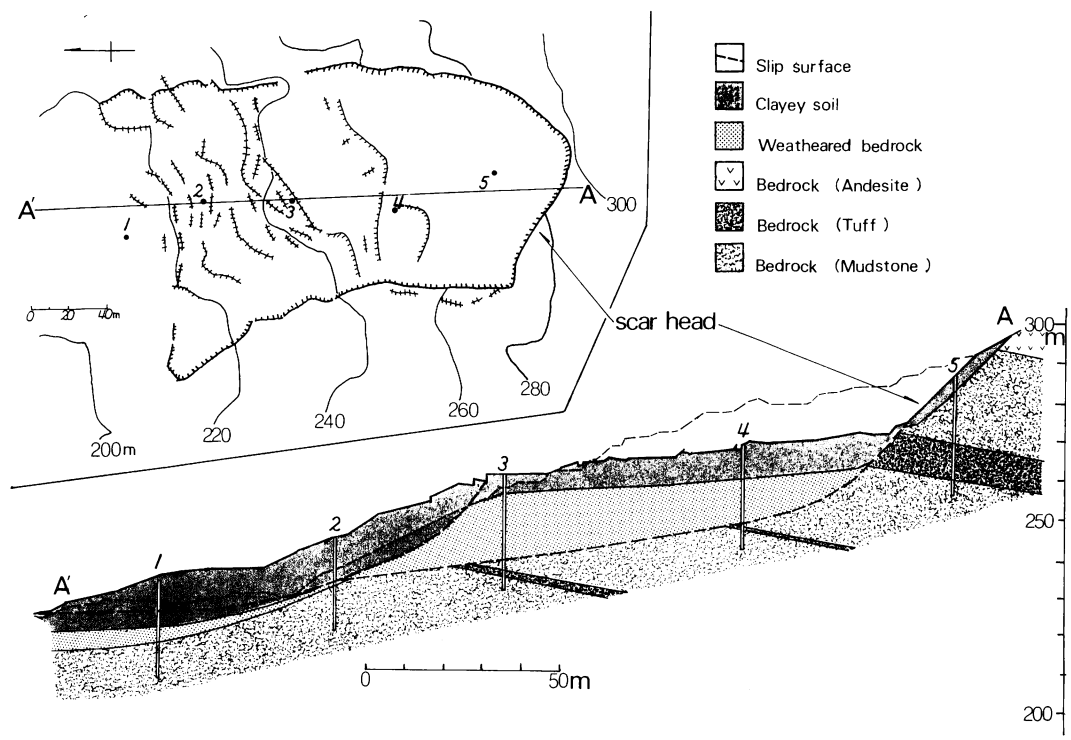 Slip surface
Clayey soil
Weatheared bedrock
Bedrock (Andesite)
Bedrock (Tuff)
Bedrock (Mudstone)
A'
1
2
3
4
5
A
300
0 20 40m
200m
220
240
260
280
scar head
A
300
m
250
200
A'
1
2
3
4
5
0 50m